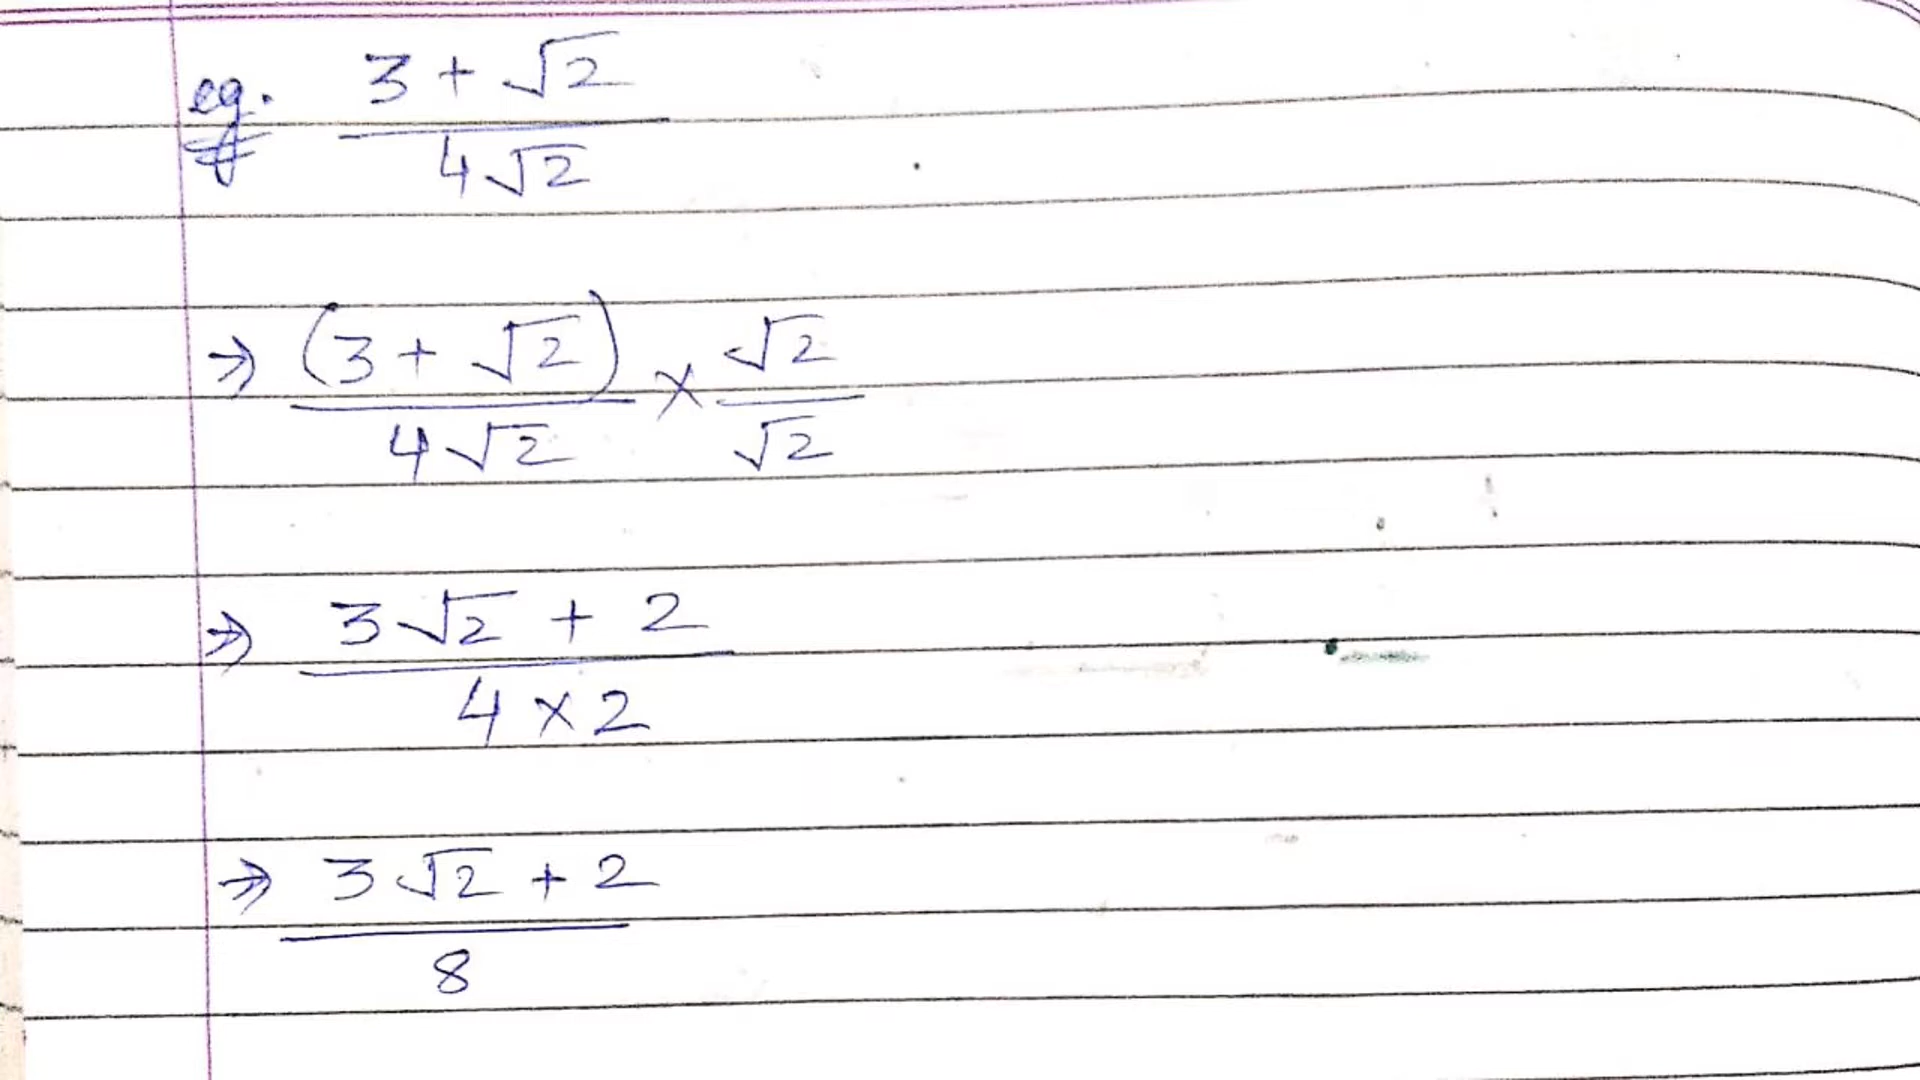 eg. (3 + √2) / (4√2)
⇒ (3 + √2) / (4√2) × √2 / √2
⇒ (3√2 + 2) / (4 × 2)
⇒ (3√2 + 2) / 8